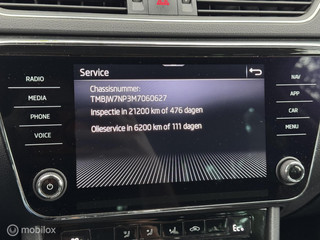 Service
Chassisnummer:
TMBJW7NP3M7060627
Inspectie in 21200 km of 476 dagen
Olieservice in 6200 km of 111 dagen
RADIO
MEDIA
PHONE
VOICE
NAV
APP
CAR
MENU
© mobilox